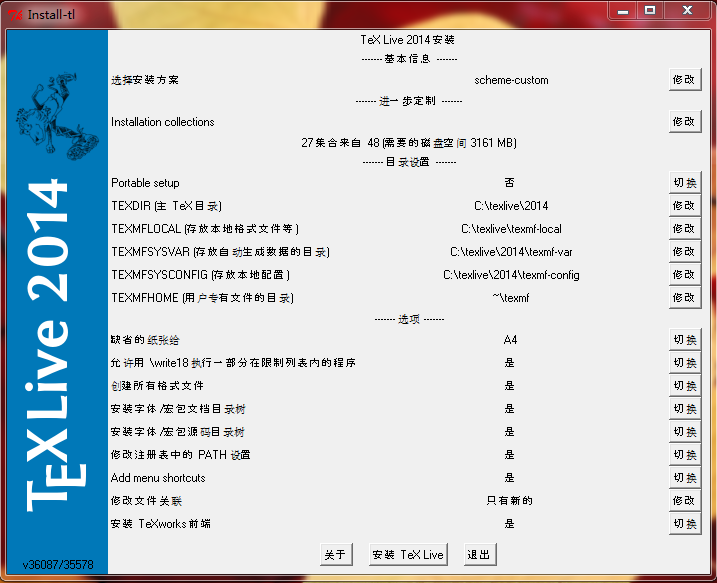 Install-tl
TeX Live 2014 安装
------- 基本信息 -------
选择安装方案 scheme-custom 修改
------- 进一步定制 -------
Installation collections 修改
27 集合来自 48 (需要的磁盘空间 3161 MB)
------- 目录设置 -------
Portable setup 否 切换
TEXDIR (主 TeX 目录) C:\texlive\2014 修改
TEXMFLOCAL (存放本地格式文件等) C:\texlive\texmf-local 修改
TEXMFSYSVAR (存放自动生成数据的目录) C:\texlive\2014\texmf-var 修改
TEXMFSYSCONFIG (存放本地配置) C:\texlive\2014\texmf-config 修改
TEXMFHOME (用户专有文件的目录) ~\texmf 修改
------- 选项 -------
缺省的纸张给 A4 切换
允许用 \write18 执行一部分在限制列表内的程序 是 切换
创建所有格式文件 是 切换
安装字体/宏包文档目录树 是 切换
安装字体/宏包源码目录树 是 切换
修改注册表中的 PATH 设置 是 切换
Add menu shortcuts 是 切换
修改文件关联 只有新的 修改
安装 TeXworks 前端 是 切换
关于 安装 TeX Live 退出
TEXLive 2014
v36087/35578